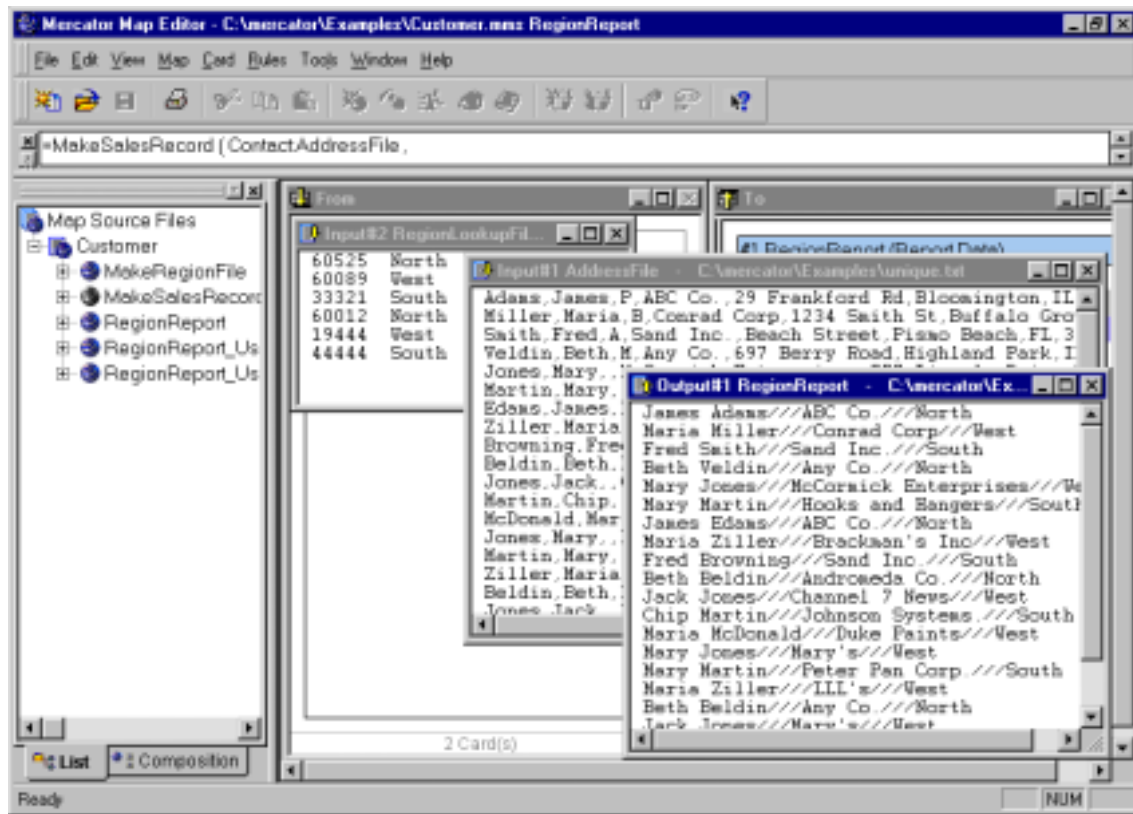 Mercator Map Editor - C:\mercator\Examples\Customer.mms RegionReport
File Edit View Map Card Rules Tools Window Help
=MakeSalesRecord ( Contact:AddressFile ,
Map Source Files
Customer
MakeRegionFile
MakeSalesRecord
RegionReport
RegionReport_Us
RegionReport_Us
List
Composition
From
To
#1 RegionReport (Report Data)
Input#2 RegionLookupFil...
60525 North
60089 West
33321 South
60012 North
19444 West
44444 South
Input#1 AddressFile - C:\mercator\Examples\unique.txt
Adams,James,P,ABC Co.,29 Frankford Rd,Bloomington,IL
Miller,Maria,B,Conrad Corp,1234 Smith St,Buffalo Gro
Smith,Fred,A,Sand Inc.,Beach Street,Pismo Beach,FL,3
Veldin,Beth,M,Any Co.,697 Berry Road,Highland Park,I
Jones,Mary,,
Martin,Mary,
Edams,James,
Ziller,Maria
Browning,Fre
Beldin,Beth,
Jones,Jack,,
Martin,Chip,
McDonald,Mar
Jones,Mary,,
Martin,Mary,
Ziller,Maria
Beldin,Beth,
Jones,Jack
Output#1 RegionReport - C:\mercator\Ex...
James Adams///ABC Co.///North
Maria Miller///Conrad Corp///West
Fred Smith///Sand Inc.///South
Beth Veldin///Any Co.///North
Mary Jones///McCormick Enterprises///We
Mary Martin///Hooks and Hangers///South
James Edams///ABC Co.///North
Maria Ziller///Brackman's Inc///West
Fred Browning///Sand Inc.///South
Beth Beldin///Andromeda Co.///North
Jack Jones///Channel 7 News///West
Chip Martin///Johnson Systems.///South
Maria McDonald///Duke Paints///West
Mary Jones///Mary's///West
Mary Martin///Peter Pan Corp.///South
Maria Ziller///LLL's///West
Beth Beldin///Any Co.///North
Jack Jones///Mary's///West
2 Card(s)
Ready
NUM